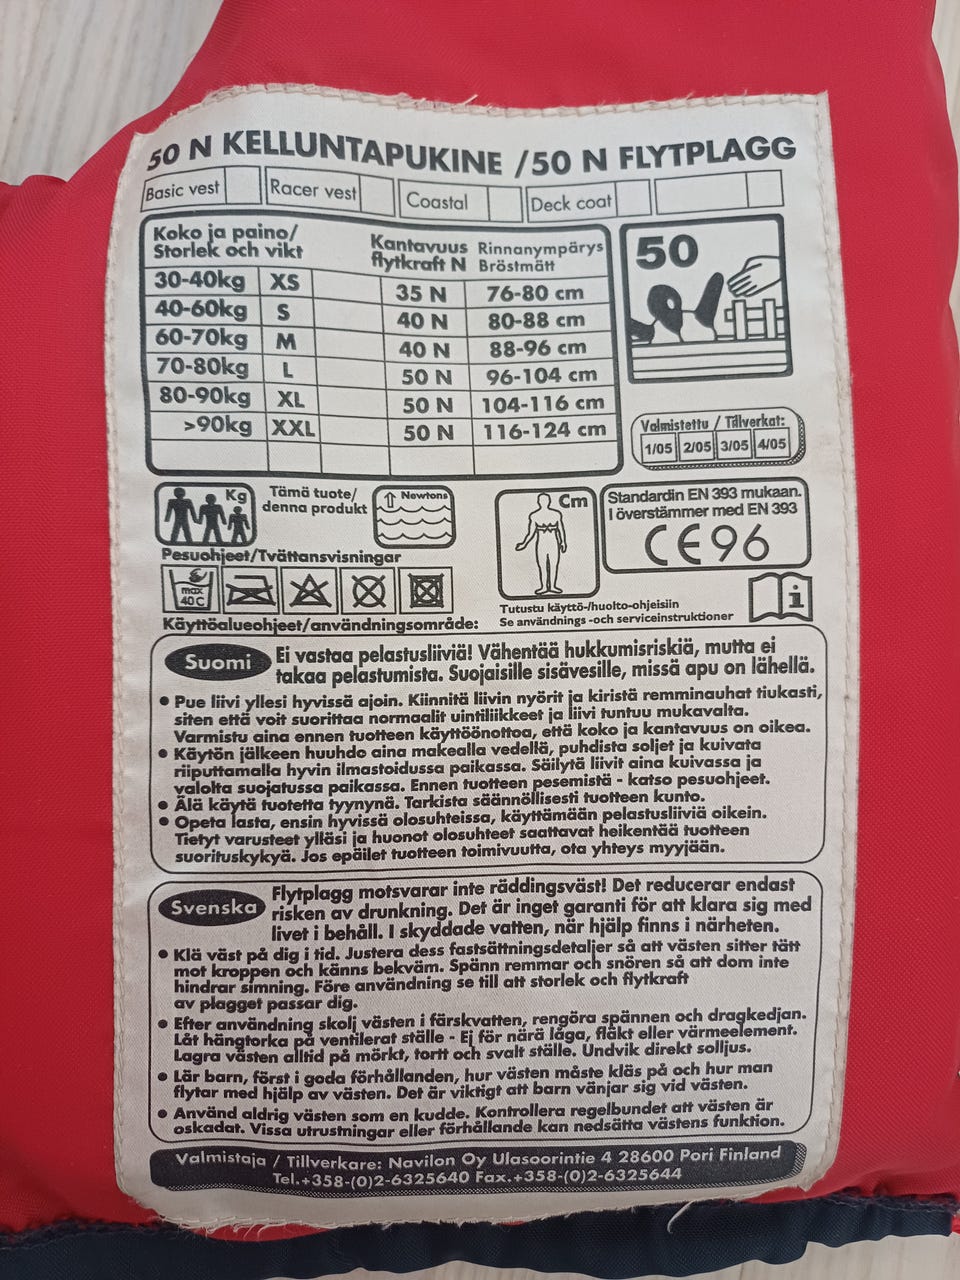 50 N KELLUNTAPUKINE / 50 N FLYTPLAGG
Basic vest Racer vest Coastal Deck coat
Koko ja paino/ Kantavuus Rinnanympärys
Storlek och vikt flytkraft N Bröstmått
30-40kg XS 35 N 76-80 cm
40-60kg S 40 N 80-88 cm
60-70kg M 40 N 88-96 cm
70-80kg L 50 N 96-104 cm
80-90kg XL 50 N 104-116 cm
>90kg XXL 50 N 116-124 cm
50
Valmistettu / Tillverkat:
1/05 2/05 3/05 4/05
Kg
Tämä tuote/
denna produkt
Newtons
Cm
Standardin EN 393 mukaan.
I överstämmer med EN 393
CE96
Pesuohjeet/Tvättansvisningar
max
40 C
Tutustu käyttö-/huolto-ohjeisiin
Se användnings -och serviceinstruktioner
i
Käyttöalueohjeet/användningsområde:
Suomi
Ei vastaa pelastusliiviä! Vähentää hukkumisriskiä, mutta ei
takaa pelastumista. Suojaisille sisävesille, missä apu on lähellä.
• Pue liivi yllesi hyvissä ajoin. Kiinnitä liivin nyörit ja kiristä remminauhat tiukasti,
siten että voit suorittaa normaalit uintiliikkeet ja liivi tuntuu mukavalta.
Varmistu aina ennen tuotteen käyttöönottoa, että koko ja kantavuus on oikea.
• Käytön jälkeen huuhdo aina makealla vedellä, puhdista soljet ja kuivata
riiputtamalla hyvin ilmastoidussa paikassa. Säilytä liivit aina kuivassa ja
valolta suojatussa paikassa. Ennen tuotteen pesemistä - katso pesuohjeet.
• Älä käytä tuotetta tyynynä. Tarkista säännöllisesti tuotteen kunto.
• Opeta lasta, ensin hyvissä olosuhteissa, käyttämään pelastusliiviä oikein.
Tietyt varusteet ylläsi ja huonot olosuhteet saattavat heikentää tuotteen
suorituskykyä. Jos epäilet tuotteen toimivuutta, ota yhteys myyjään.
Svenska
Flytplagg motsvarar inte räddingsväst! Det reducerar endast
risken av drunkning. Det är inget garanti för att klara sig med
livet i behåll. I skyddade vatten, när hjälp finns i närheten.
• Klä väst på dig i tid. Justera dess fastsättningsdetaljer så att västen sitter tätt
mot kroppen och känns bekväm. Spänn remmar och snören så att dom inte
hindrar simning. Före användning se till att storlek och flytkraft
av plagget passar dig.
• Efter användning skolj västen i färskvatten, rengöra spännen och dragkedjan.
Låt hängtorka på ventilerat ställe - Ej för nära låga, fläkt eller värmeelement.
Lagra västen alltid på mörkt, tortt och svalt ställe. Undvik direkt solljus.
• Lär barn, först i goda förhållanden, hur västen måste kläs på och hur man
flytar med hjälp av västen. Det är viktigt att barn vänjar sig vid västen.
• Använd aldrig västen som en kudde. Kontrollera regelbundet att västen är
oskadat. Vissa utrustningar eller förhållande kan nedsätta västens funktion.
Valmistaja / Tillverkare: Navilon Oy Ulasoorintie 4 28600 Pori Finland
Tel.+358-(0)2-6325640 Fax.+358-(0)2-6325644